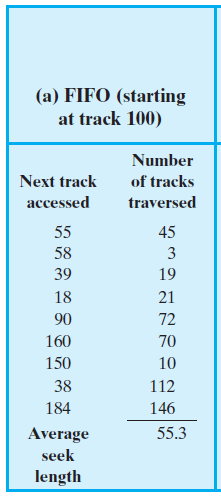 (a) FIFO (starting
at track 100)
Next track
accessed
Number
of tracks
traversed
55 45
58 3
39 19
18 21
90 72
160 70
150 10
38 112
184 146
Average 55.3
seek
length